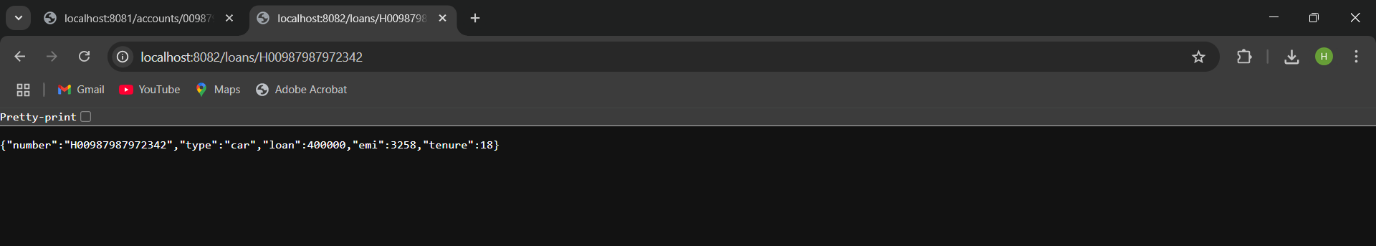 localhost:8081/accounts/00987
localhost:8082/loans/H0098798
localhost:8082/loans/H00987987972342
H
Gmail
YouTube
Maps
Adobe Acrobat
Pretty-print
{"number":"H00987987972342","type":"car","loan":400000,"emi":3258,"tenure":18}